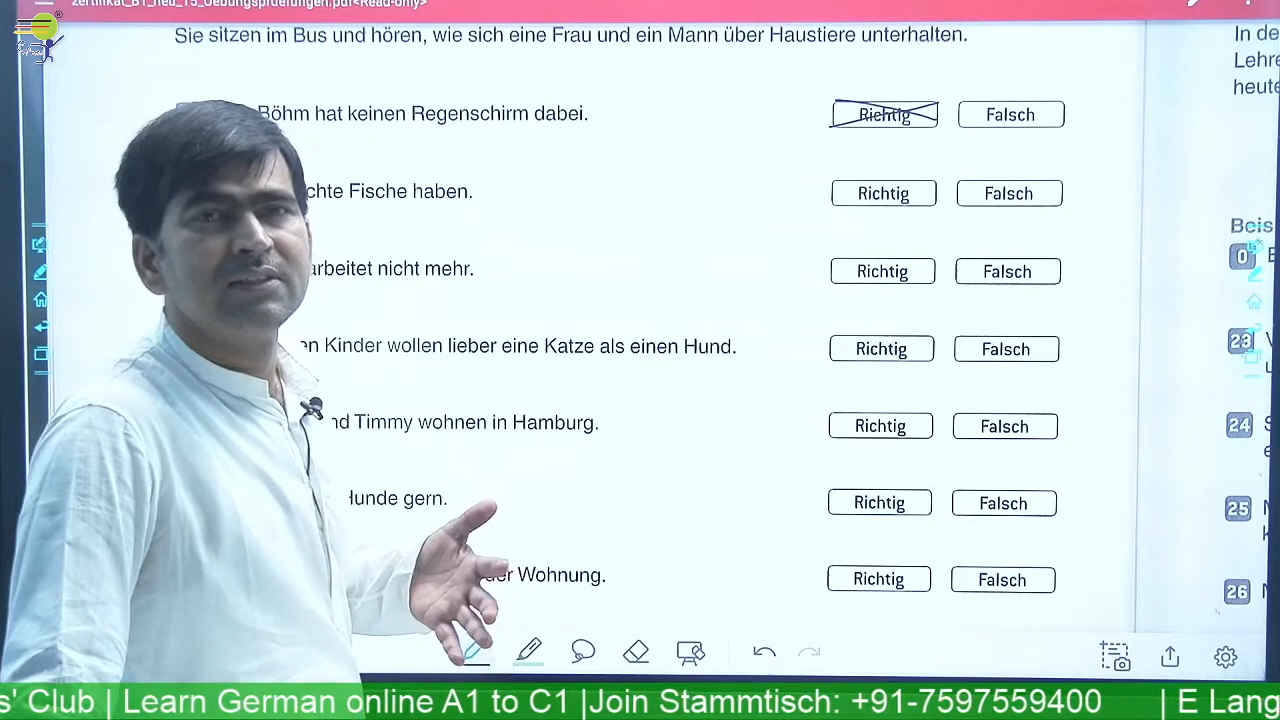 zertifikat_B1_neu_15_Uebungspruefungen.pdf<Read-only>
Sie sitzen im Bus und hören, wie sich eine Frau und ein Mann über Haustiere unterhalten.
Böhm hat keinen Regenschirm dabei.
Richtig Falsch
chte Fische haben.
Richtig Falsch
arbeitet nicht mehr.
Richtig Falsch
en Kinder wollen lieber eine Katze als einen Hund.
Richtig Falsch
nd Timmy wohnen in Hamburg.
Richtig Falsch
Hunde gern.
Richtig Falsch
der Wohnung.
Richtig Falsch
In de
Lehre
heute
Beis
0
23
24
25
26
s' Club | Learn German online A1 to C1 |Join Stammtisch: +91-7597559400 | E Lang